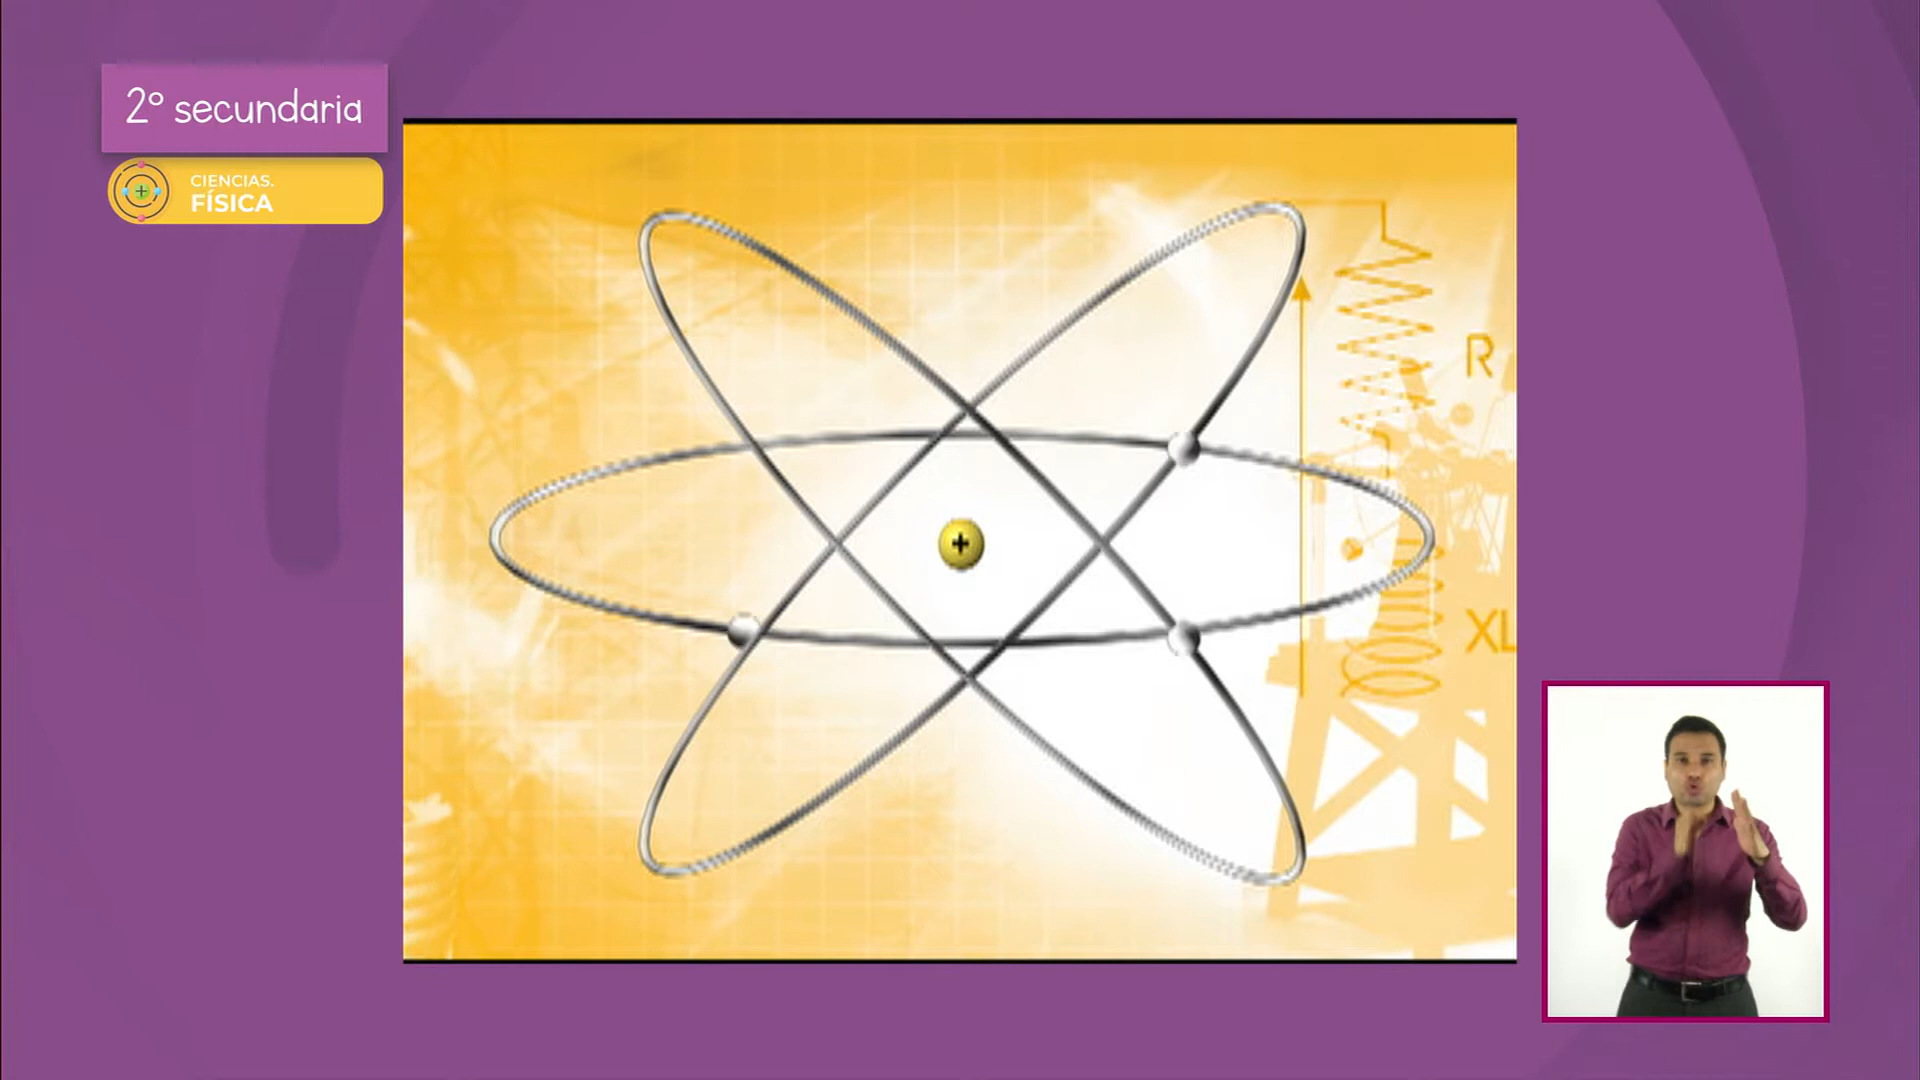 2° secundaria
CIENCIAS.
FÍSICA
+
+
R
XL